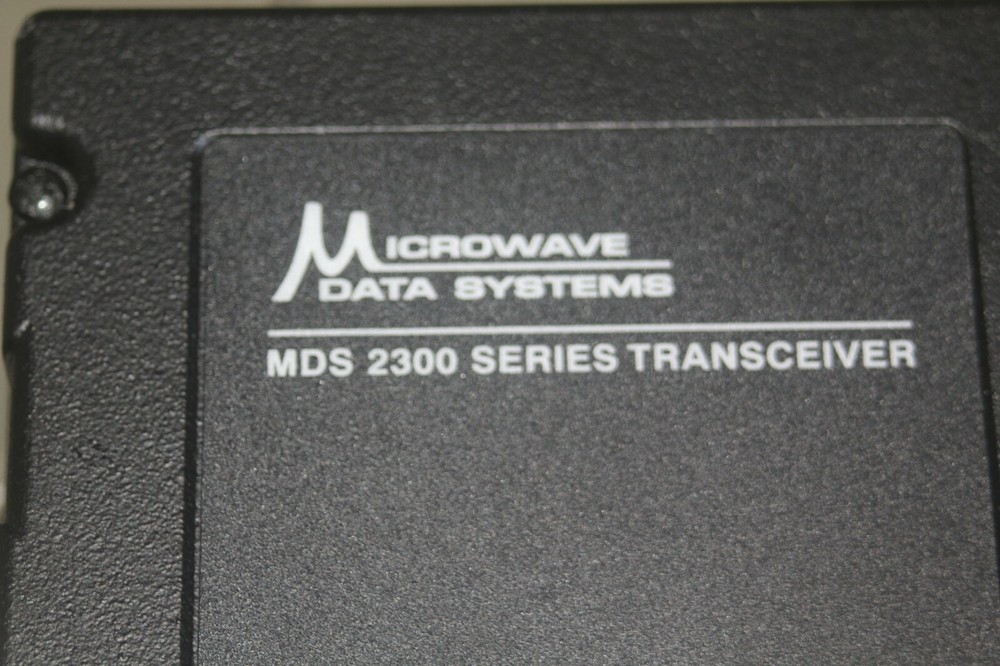 MICROWAVE
DATA SYSTEMS
MDS 2300 SERIES TRANSCEIVER